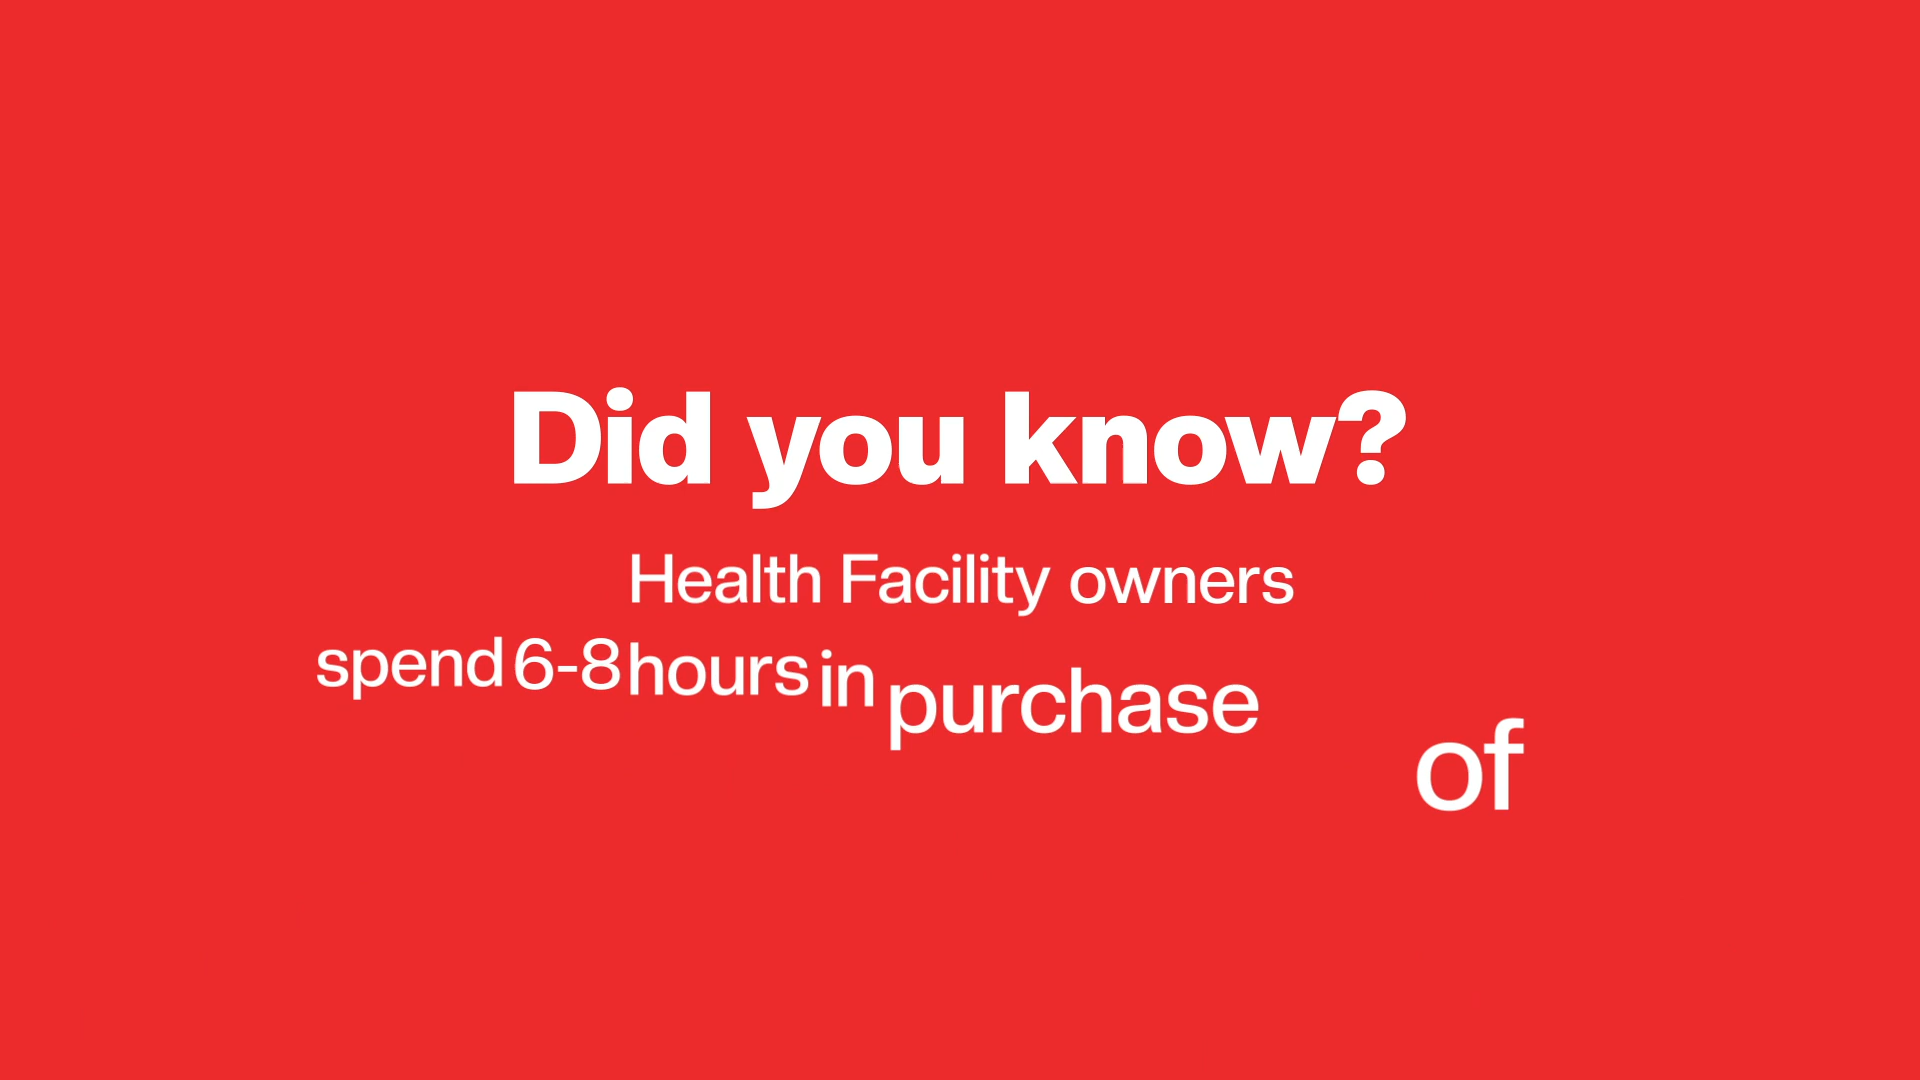 Did you know?
Health Facility owners
spend 6-8 hours in purchase of